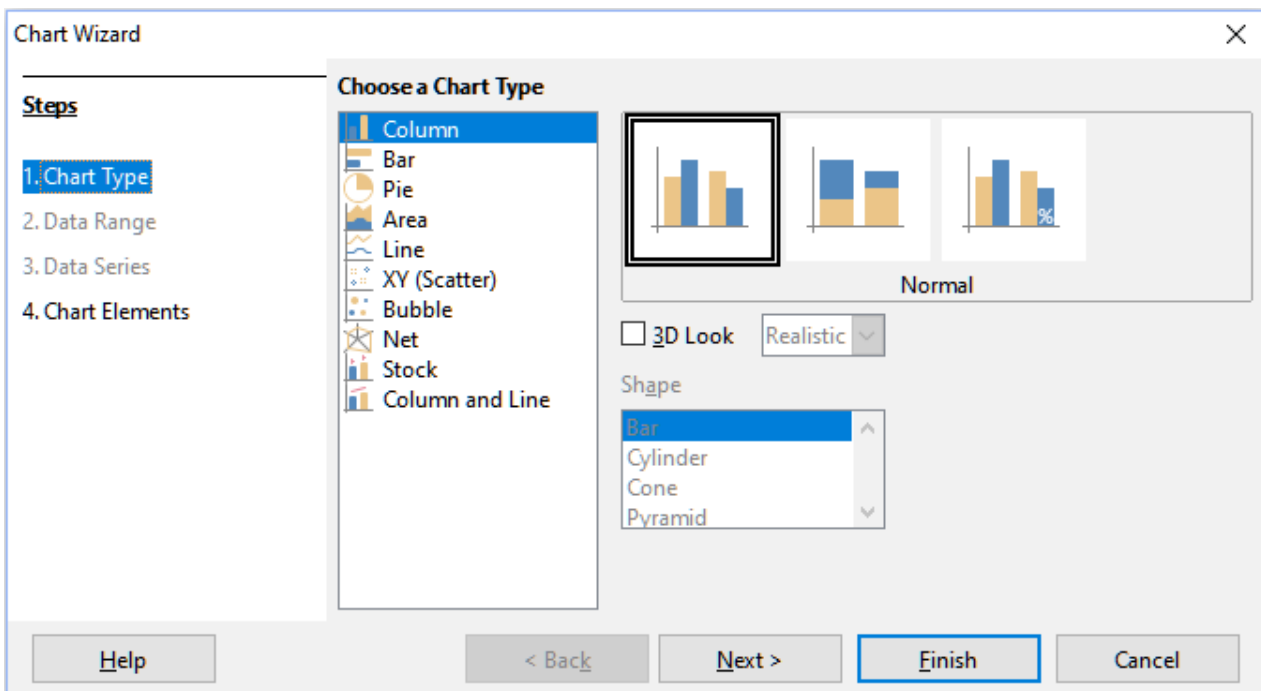 Chart Wizard
Steps
1. Chart Type
2. Data Range
3. Data Series
4. Chart Elements
Choose a Chart Type
Column
Bar
Pie
Area
Line
XY (Scatter)
Bubble
Net
Stock
Column and Line
%
Normal
3D Look
Realistic
Shape
Bar
Cylinder
Cone
Pyramid
Help
< Back
Next >
Finish
Cancel